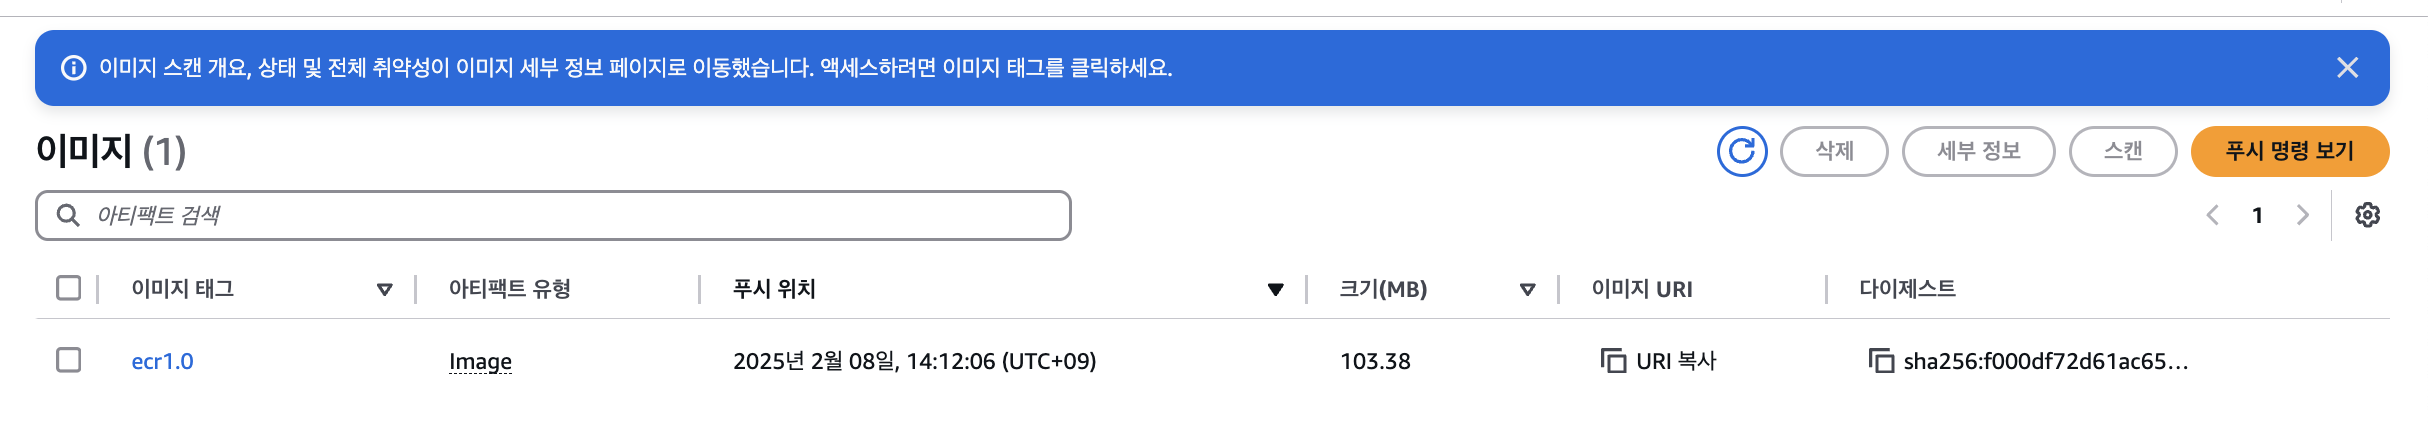 이미지 스캔 개요, 상태 및 전체 취약성이 이미지 세부 정보 페이지로 이동했습니다. 액세스하려면 이미지 태그를 클릭하세요.
이미지 (1)
삭제
세부 정보
스캔
푸시 명령 보기
아티팩트 검색
1
이미지 태그
아티팩트 유형
푸시 위치
크기(MB)
이미지 URI
다이제스트
ecr1.0
Image
2025년 2월 08일, 14:12:06 (UTC+09)
103.38
URI 복사
sha256:f000df72d61ac65...